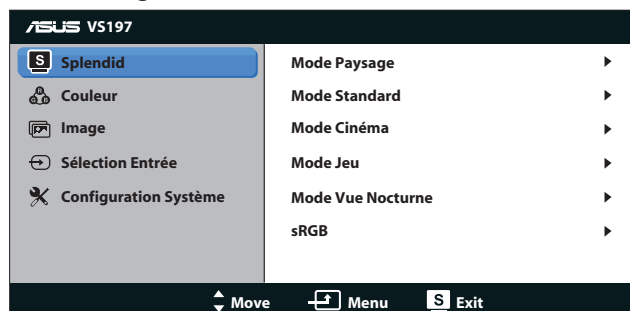 ASUS VS197
S Splendid
Couleur
Image
Sélection Entrée
Configuration Système
Mode Paysage
Mode Standard
Mode Cinéma
Mode Jeu
Mode Vue Nocturne
sRGB
Move Menu S Exit